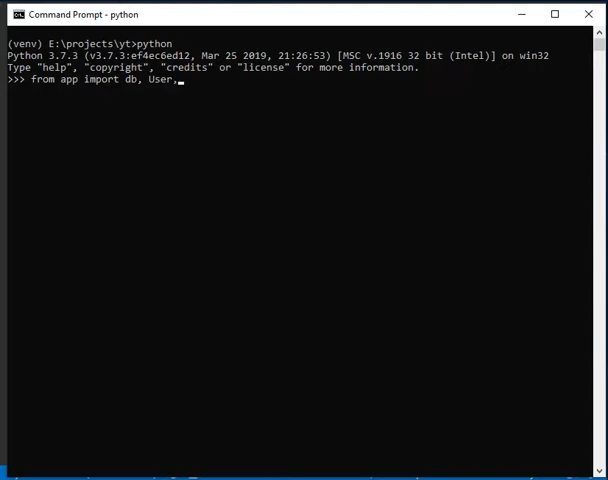 Command Prompt - python
(venv) E:\projects\yt>python
Python 3.7.3 (v3.7.3:ef4ec6ed12, Mar 25 2019, 21:26:53) [MSC v.1916 32 bit (Intel)] on win32
Type "help", "copyright", "credits" or "license" for more information.
>>> from app import db, User,